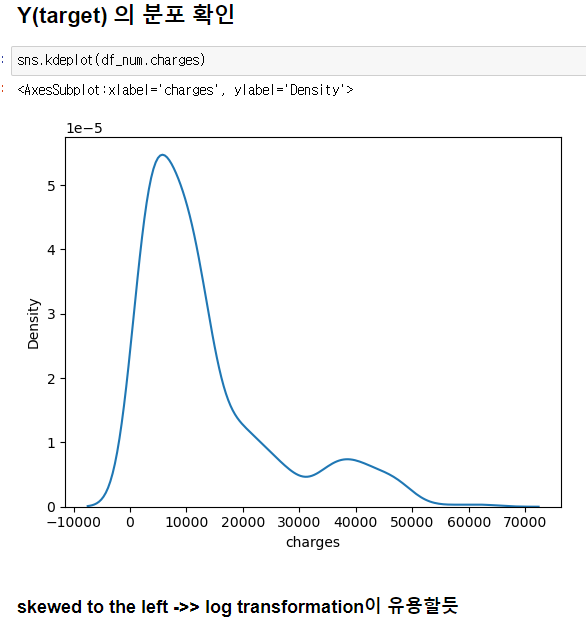 Y(target) 의 분포 확인
: sns.kdeplot(df_num.charges)
: <AxesSubplot:xlabel='charges', ylabel='Density'>
1e−5
5
4
3
2
1
0
Density
−10000 0 10000 20000 30000 40000 50000 60000 70000
charges
skewed to the left ->> log transformation이 유용할듯